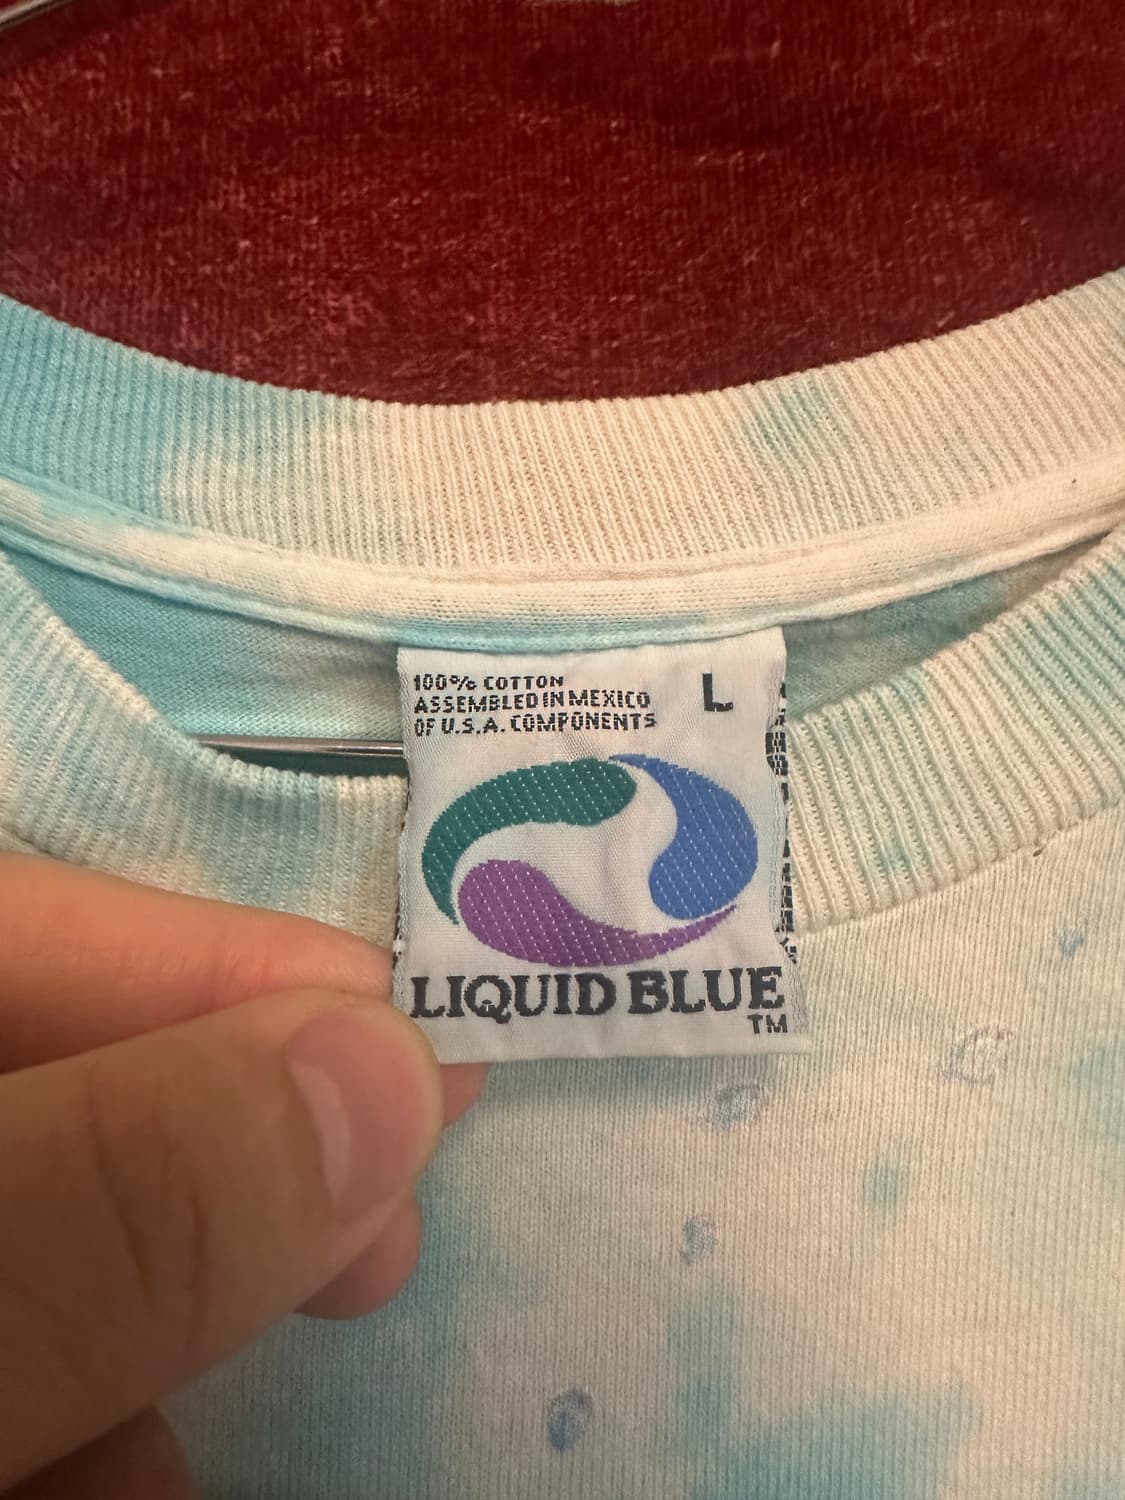 100% COTTON
ASSEMBLED IN MEXICO
OF U.S.A. COMPONENTS
L
LIQUID BLUE
TM